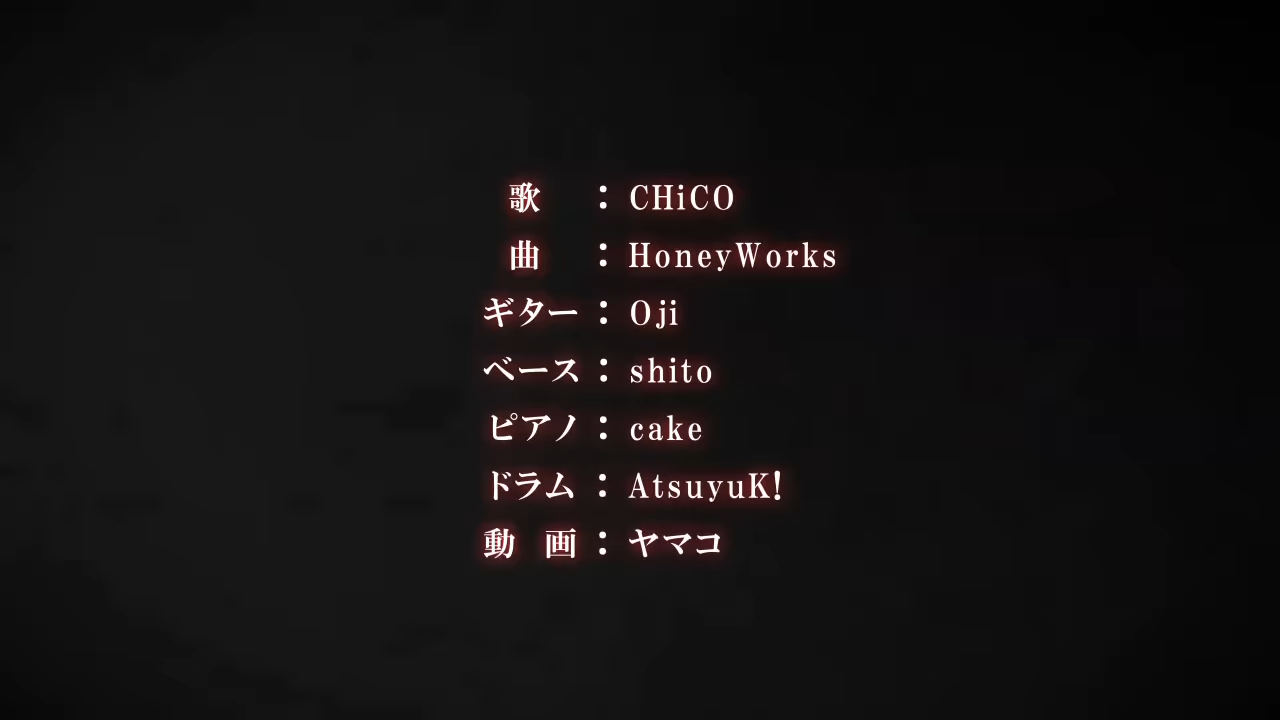 歌 : CHiCO
曲 : HoneyWorks
ギター : Oji
ベース : shito
ピアノ : cake
ドラム : AtsuyuK!
動 画 : ヤマコ